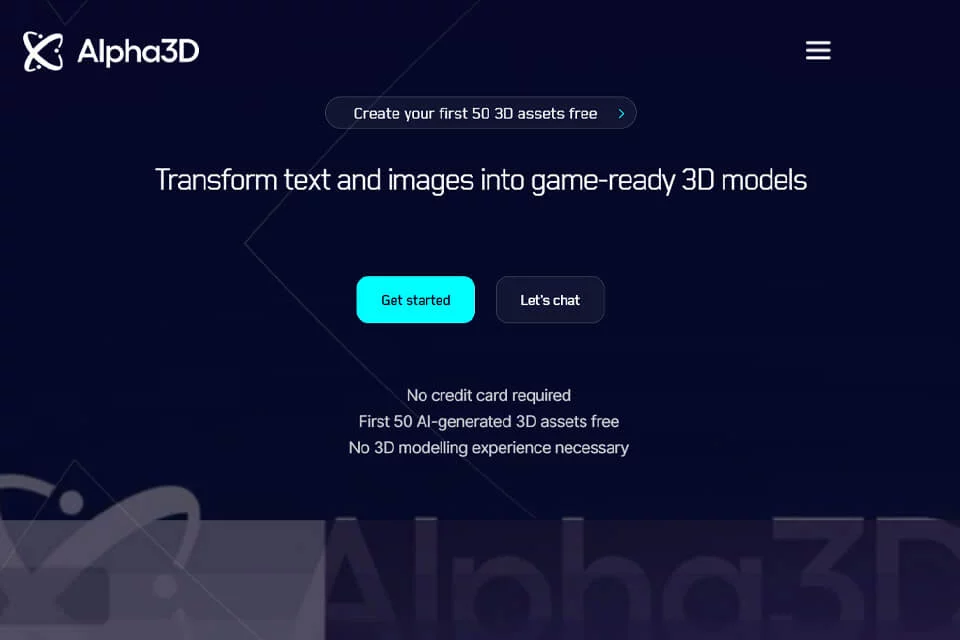 Alpha3D
Create your first 50 3D assets free
Transform text and images into game-ready 3D models
Get started
Let's chat
No credit card required
First 50 AI-generated 3D assets free
No 3D modelling experience necessary
Alpha3D